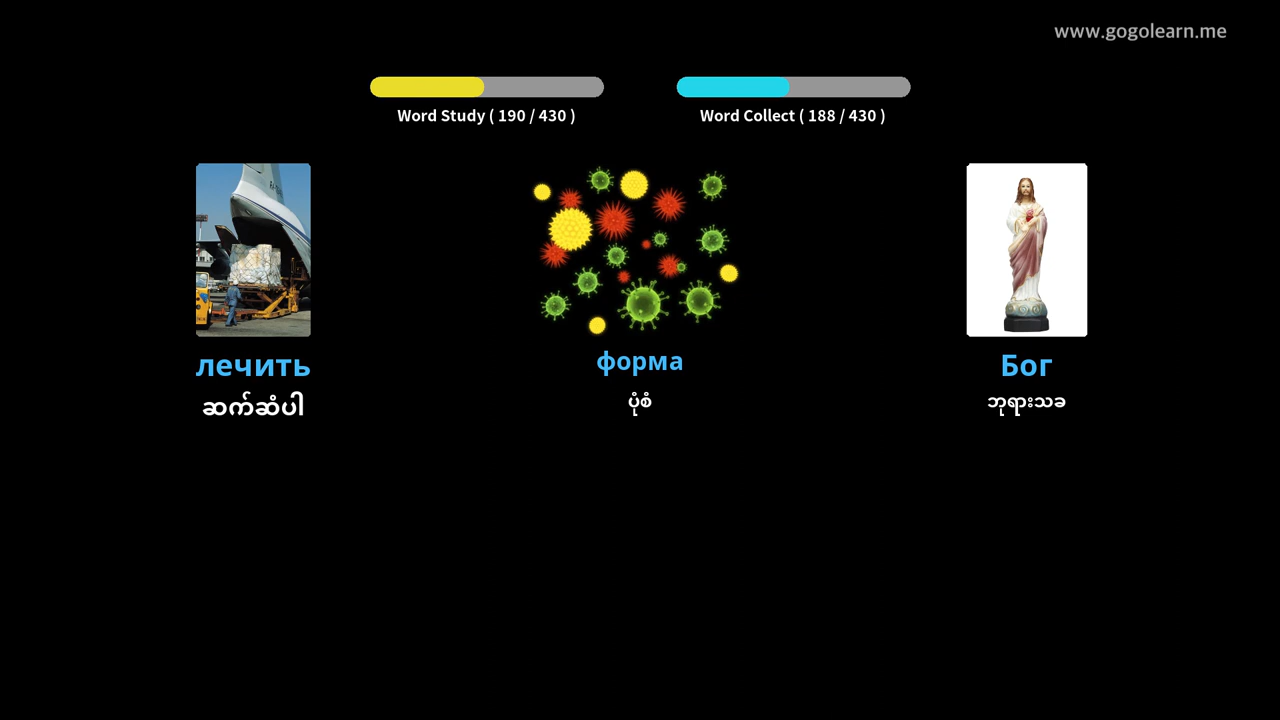 www.gogolearn.me
Word Study ( 190 / 430 )
Word Collect ( 188 / 430 )
лечить
форма
Бог
ဆက်ဆံပါ
ပုံစံ
ဘုရားသခ